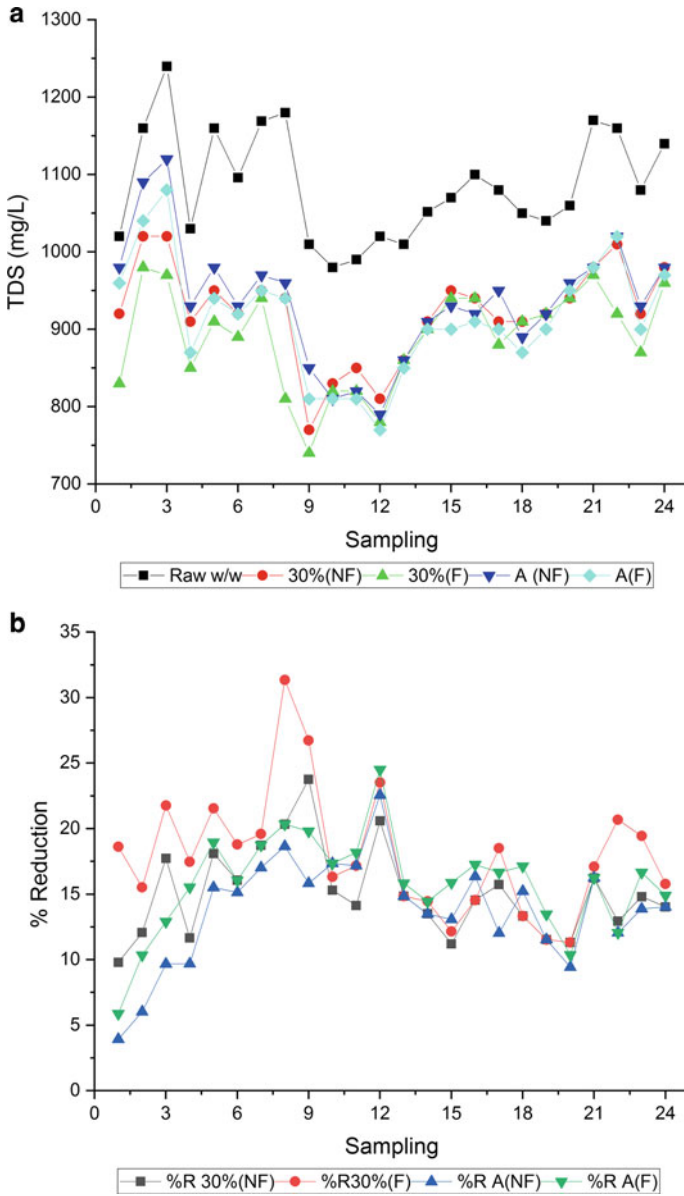 a
1300
1200
1100
1000
900
800
700
TDS (mg/L)
0 3 6 9 12 15 18 21 24
Sampling
Raw w/w 30%(NF) 30%(F) A (NF) A(F)
b
35
30
25
20
15
10
5
0
% Reduction
0 3 6 9 12 15 18 21 24
Sampling
%R 30%(NF) %R30%(F) %R A(NF) %R A(F)